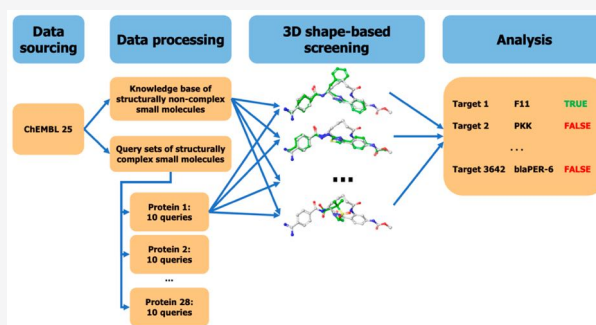 Data
sourcing
Data processing
3D shape-based
screening
Analysis
ChEMBL 25
Knowledge base of
structurally non-complex
small molecules
Query sets of structurally
complex small molecules
Protein 1:
10 queries
Protein 2:
10 queries
...
Protein 28:
10 queries
...
Target 1 F11 TRUE
Target 2 PKK FALSE
...
Target 3642 blaPER-6 FALSE